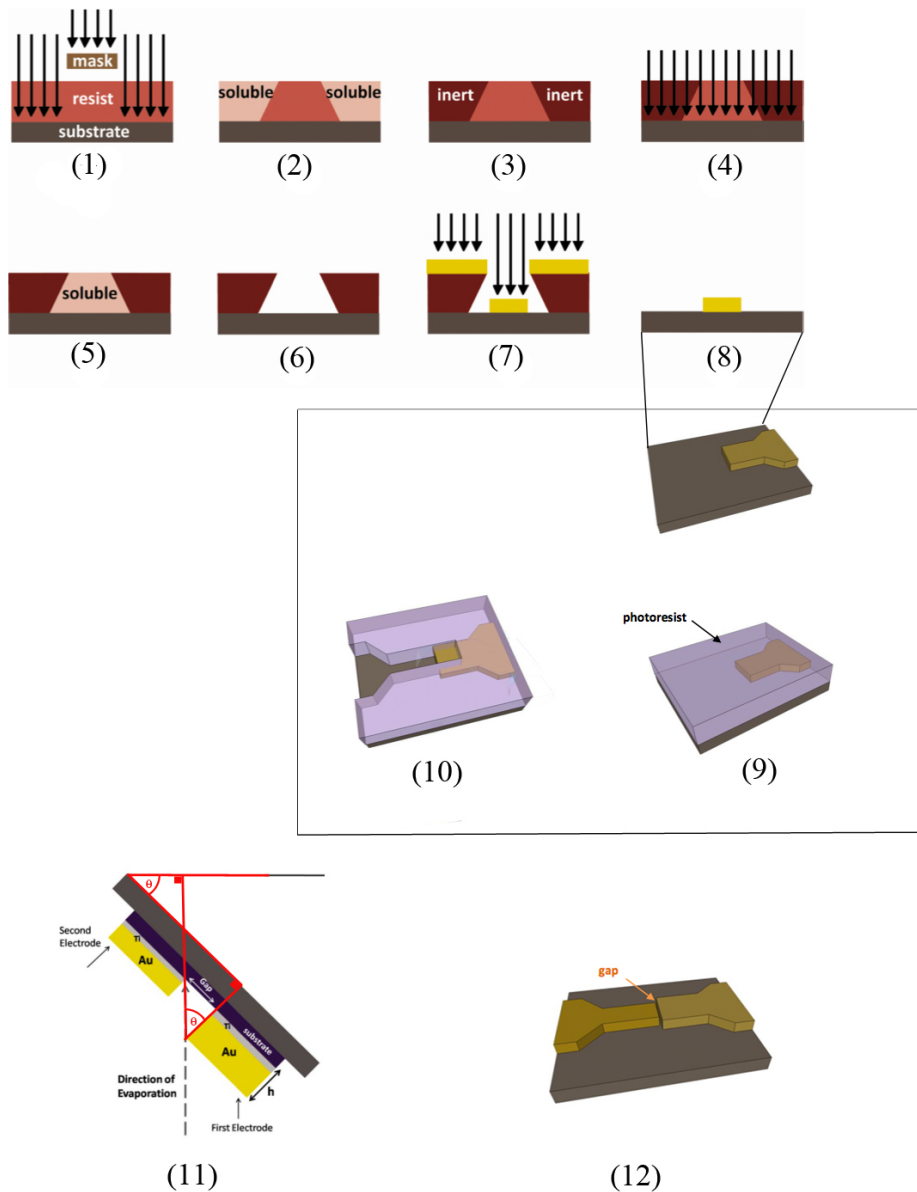 mask
resist
substrate
(1)
soluble soluble
(2)
inert inert
(3)
(4)
soluble
(5)
(6)
(7)
(8)
photoresist
(10)
(9)
θ
Second
Electrode
Ti
Au
Gap
θ
Ti
substrate
Au
Direction of
Evaporation
h
First Electrode
(11)
gap
(12)